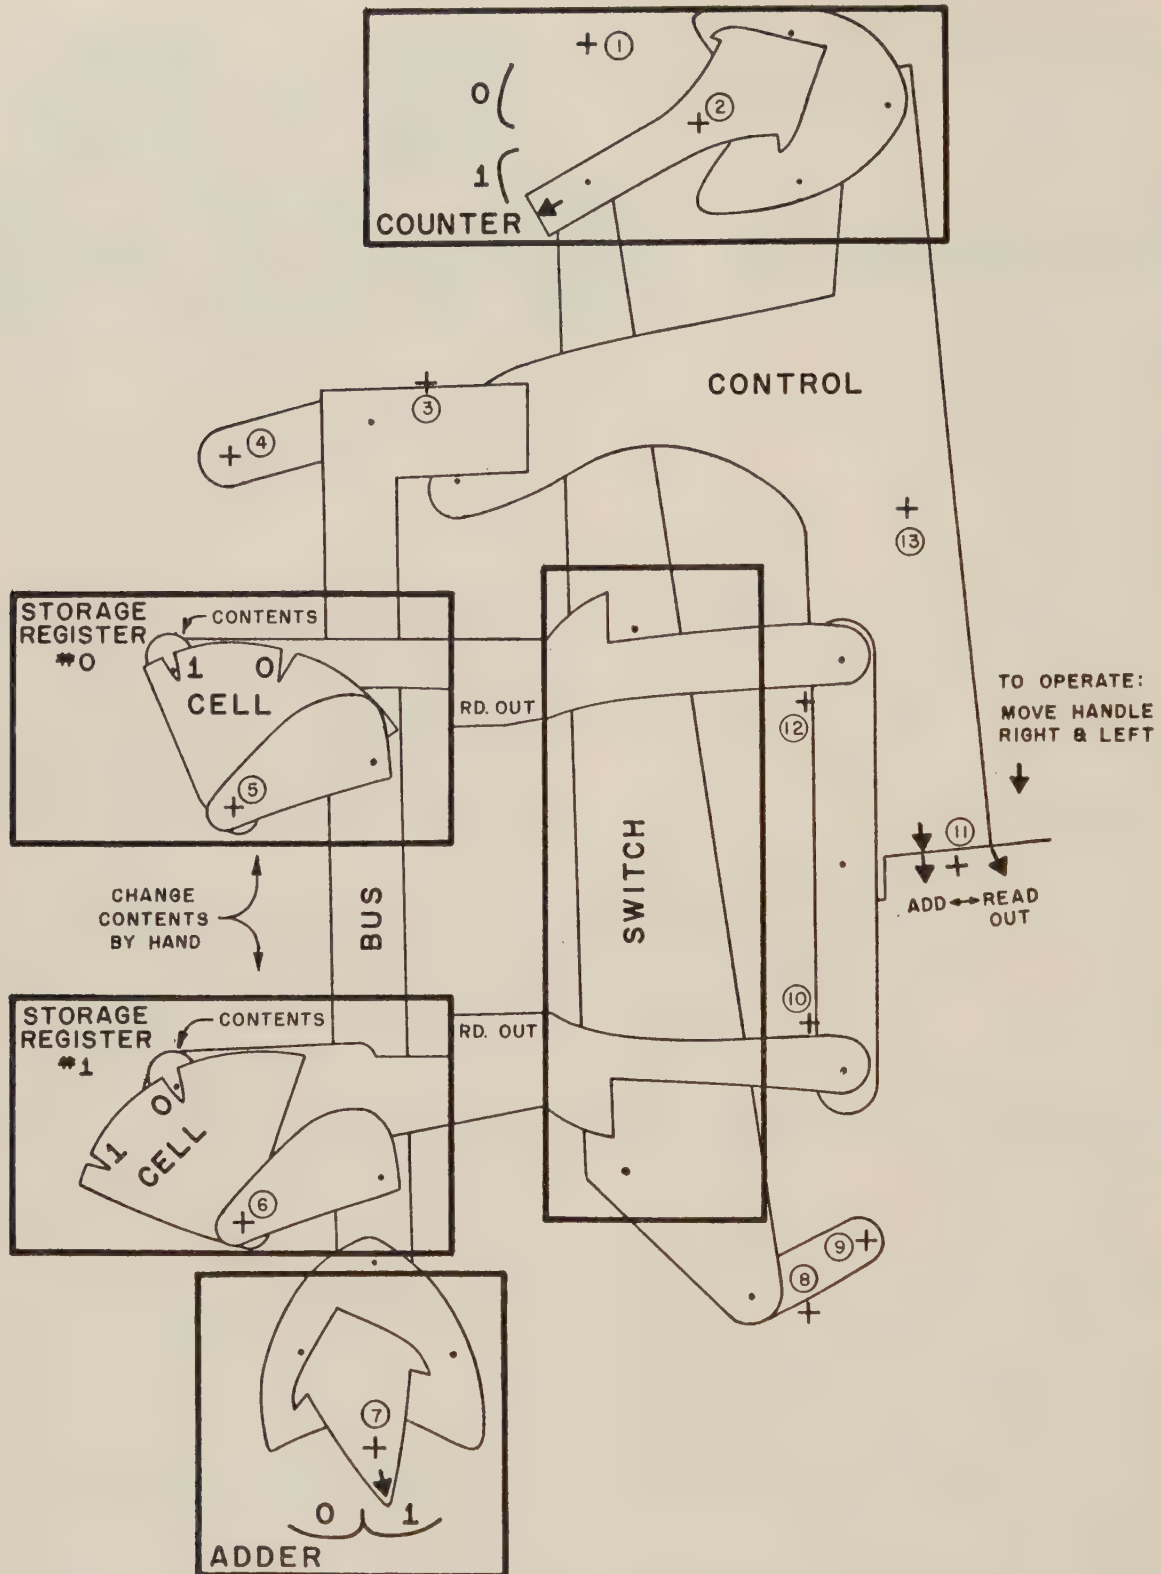 1
0
2
1
COUNTER
CONTROL
3
4
13
STORAGE
REGISTER
#0
CONTENTS
1 0
CELL
RD. OUT
5
12
TO OPERATE:
MOVE HANDLE
RIGHT & LEFT
SWITCH
11
ADD ↔ READ
OUT
CHANGE
CONTENTS
BY HAND
BUS
STORAGE
REGISTER
#1
CONTENTS
1 0
CELL
RD. OUT
10
6
9
8
7
0 1
ADDER